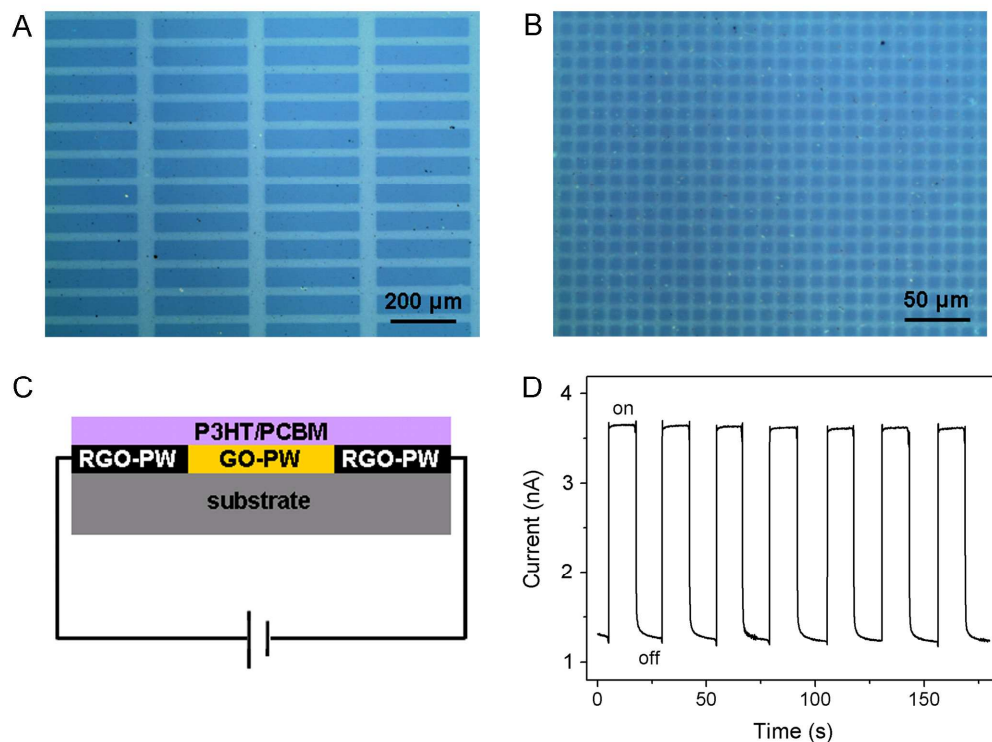 A
B
200 µm
50 µm
C
P3HT/PCBM
RGO-PW GO-PW RGO-PW
substrate
D
4
3
2
1
Current (nA)
on
off
0 50 100 150
Time (s)